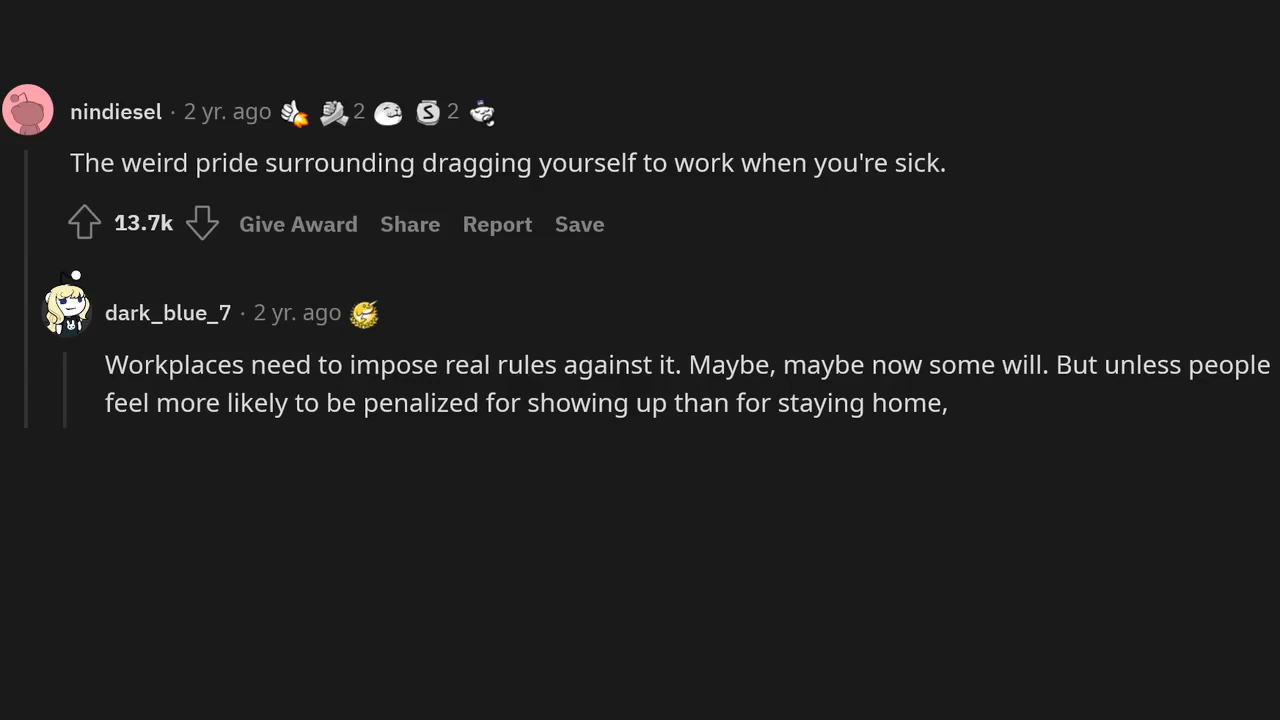 nindiesel · 2 yr. ago 2 2
The weird pride surrounding dragging yourself to work when you're sick.
13.7k Give Award Share Report Save
dark_blue_7 · 2 yr. ago
Workplaces need to impose real rules against it. Maybe, maybe now some will. But unless people
feel more likely to be penalized for showing up than for staying home,